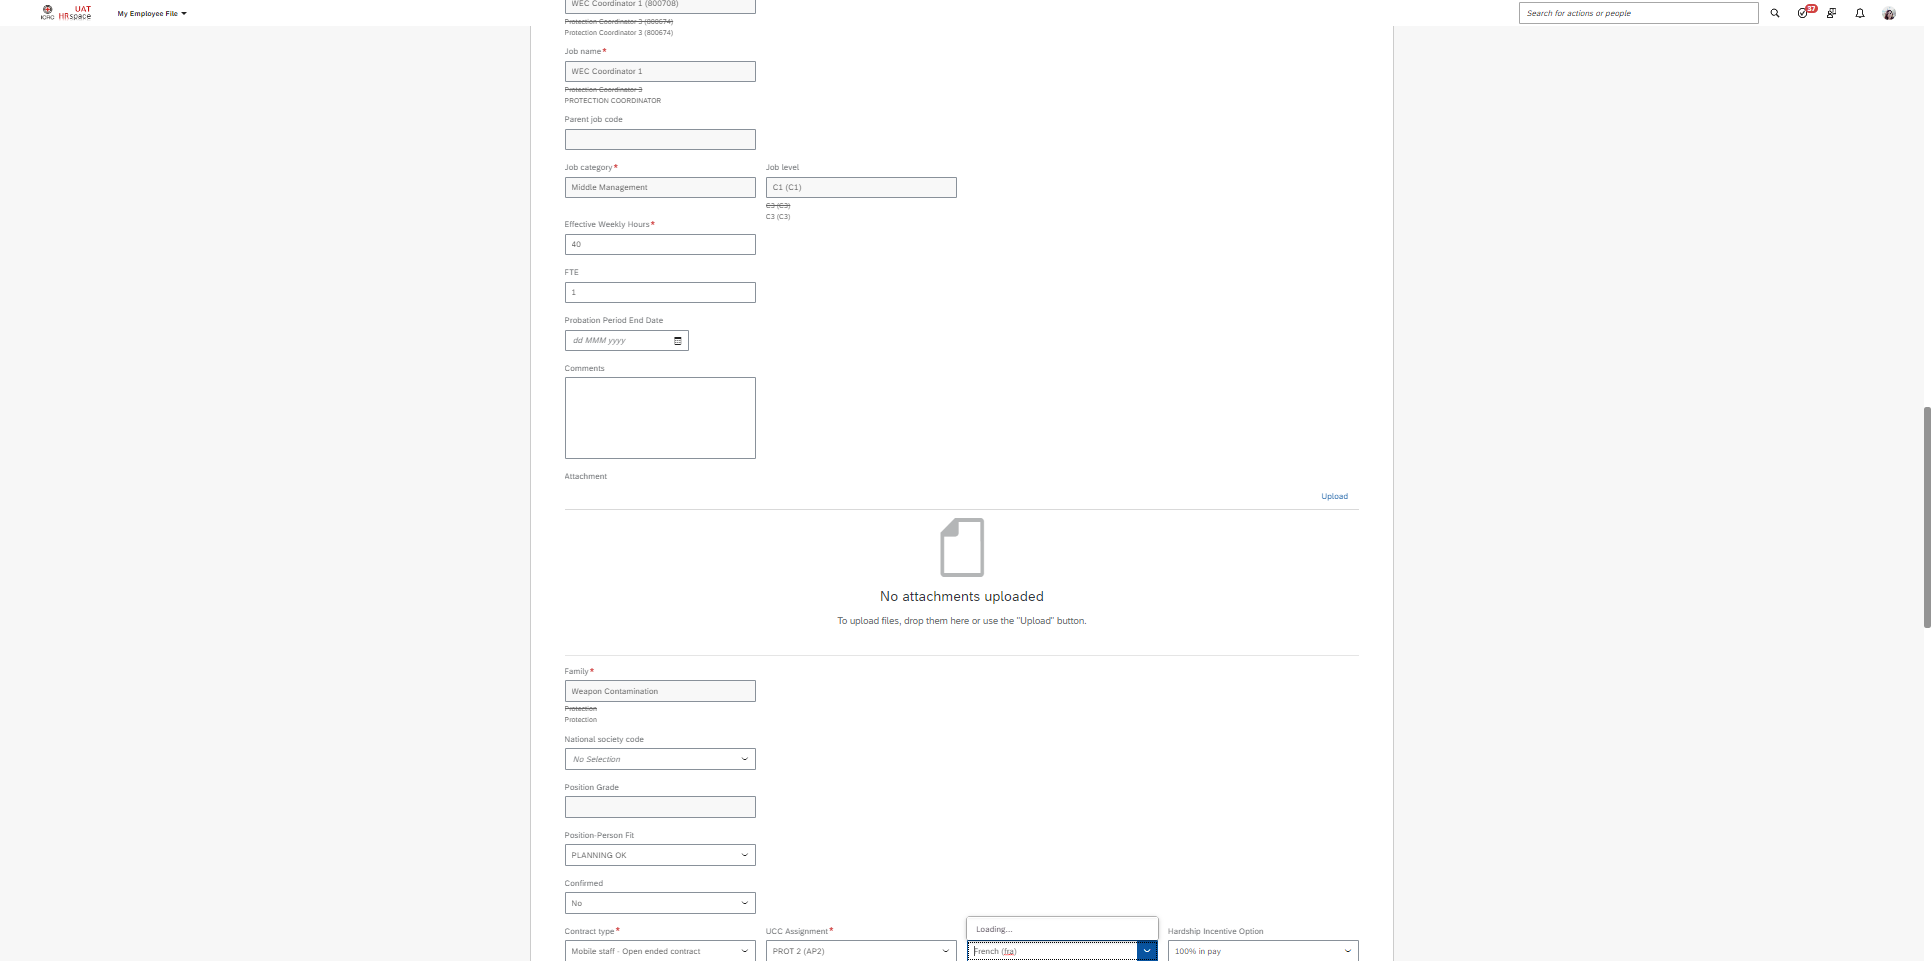 ICRC
UAT
HRspace
My Employee File
Search for actions or people
37
WEC Coordinator 1 (800708)
Protection Coordinator 3 (800674)
Protection Coordinator 3 (800674)
Job name*
WEC Coordinator 1
Protection Coordinator 3
PROTECTION COORDINATOR
Parent job code
Job category*
Job level
Middle Management
C1 (C1)
C3 (C3)
C3 (C3)
Effective Weekly Hours*
40
FTE
1
Probation Period End Date
dd MMM yyyy
Comments
Attachment
Upload
No attachments uploaded
To upload files, drop them here or use the "Upload" button.
Family*
Weapon Contamination
Protection
Protection
National society code
No Selection
Position Grade
Position-Person Fit
PLANNING OK
Confirmed
No
Loading...
Contract type*
UCC Assignment*
Hardship Incentive Option
Mobile staff - Open ended contract
PROT 2 (AP2)
French (fra)
100% in pay